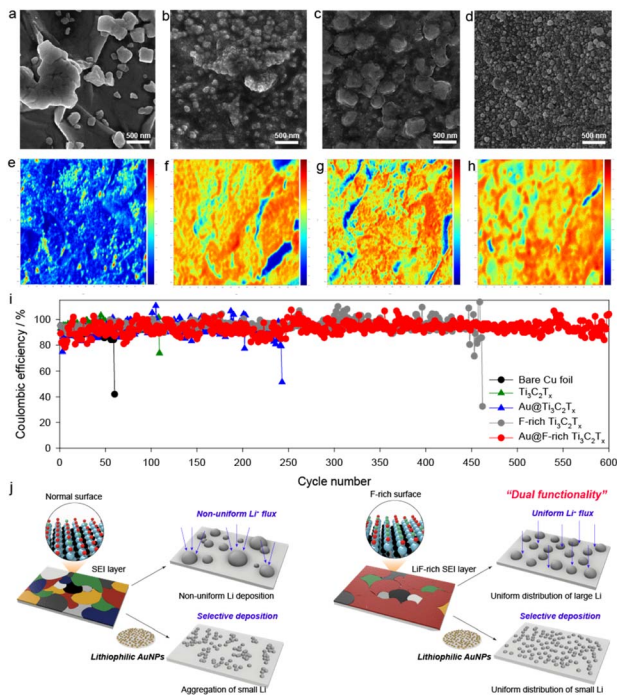 a
b
c
d
500 nm
500 nm
500 nm
500 nm
e
f
g
h
i
Coulombic efficiency / %
100
80
60
40
20
0
Bare Cu foil
Ti₃C₂Tₓ
Au@Ti₃C₂Tₓ
F-rich Ti₃C₂Tₓ
Au@F-rich Ti₃C₂Tₓ
0 50 100 150 200 250 300 350 400 450 500 550 600
Cycle number
j
Normal surface
Non-uniform Li⁺ flux
SEI layer
Non-uniform Li deposition
Selective deposition
Lithiophilic AuNPs
Aggregation of small Li
F-rich surface
"Dual functionality"
Uniform Li⁺ flux
LiF-rich SEI layer
Uniform distribution of large Li
Selective deposition
Lithiophilic AuNPs
Uniform distribution of small Li